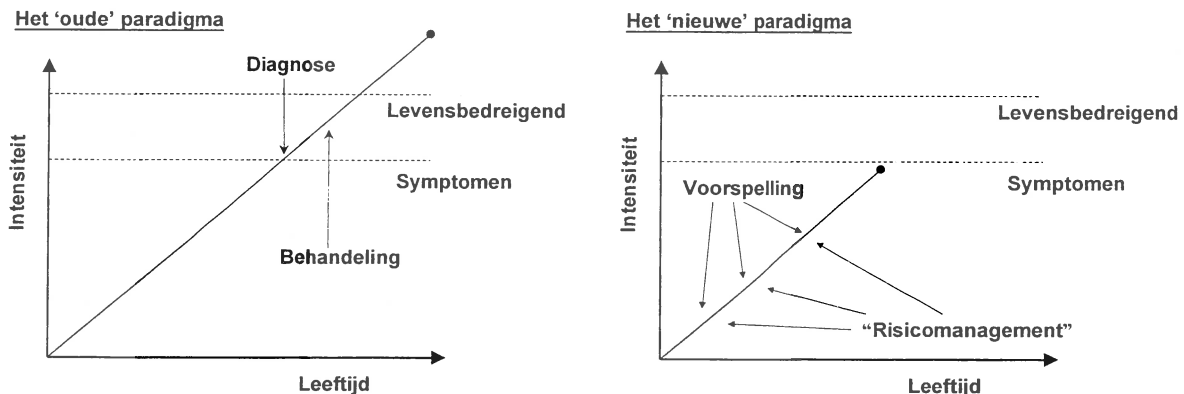 Het ‘oude’ paradigma
Diagnose
Levensbedreigend
Symptomen
Intensiteit
Behandeling
Leeftijd
Het ‘nieuwe’ paradigma
Levensbedreigend
Symptomen
Voorspelling
Intensiteit
“Risicomanagement”
Leeftijd